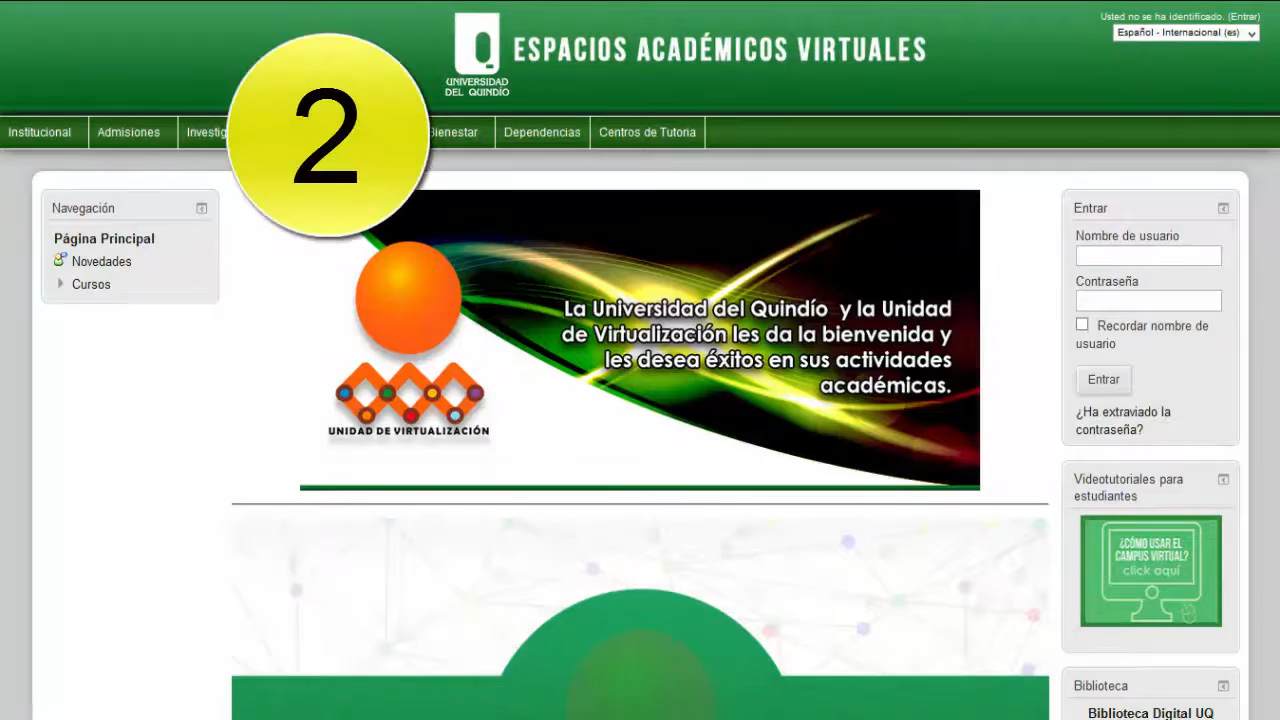 Usted no se ha identificado. (Entrar)
Español - Internacional (es)
UNIVERSIDAD
DEL QUINDÍO
ESPACIOS ACADÉMICOS VIRTUALES
Institucional Admisiones Investig Bienestar Dependencias Centros de Tutoria
2
Navegación
Página Principal
Novedades
Cursos
La Universidad del Quindío y la Unidad
de Virtualización les da la bienvenida y
les desea éxitos en sus actividades
académicas.
UNIDAD DE VIRTUALIZACIÓN
Entrar
Nombre de usuario
Contraseña
Recordar nombre de
usuario
Entrar
¿Ha extraviado la
contraseña?
Videotutoriales para
estudiantes
¿CÓMO USAR EL
CAMPUS VIRTUAL?
click aquí
Biblioteca
Biblioteca Digital UQ